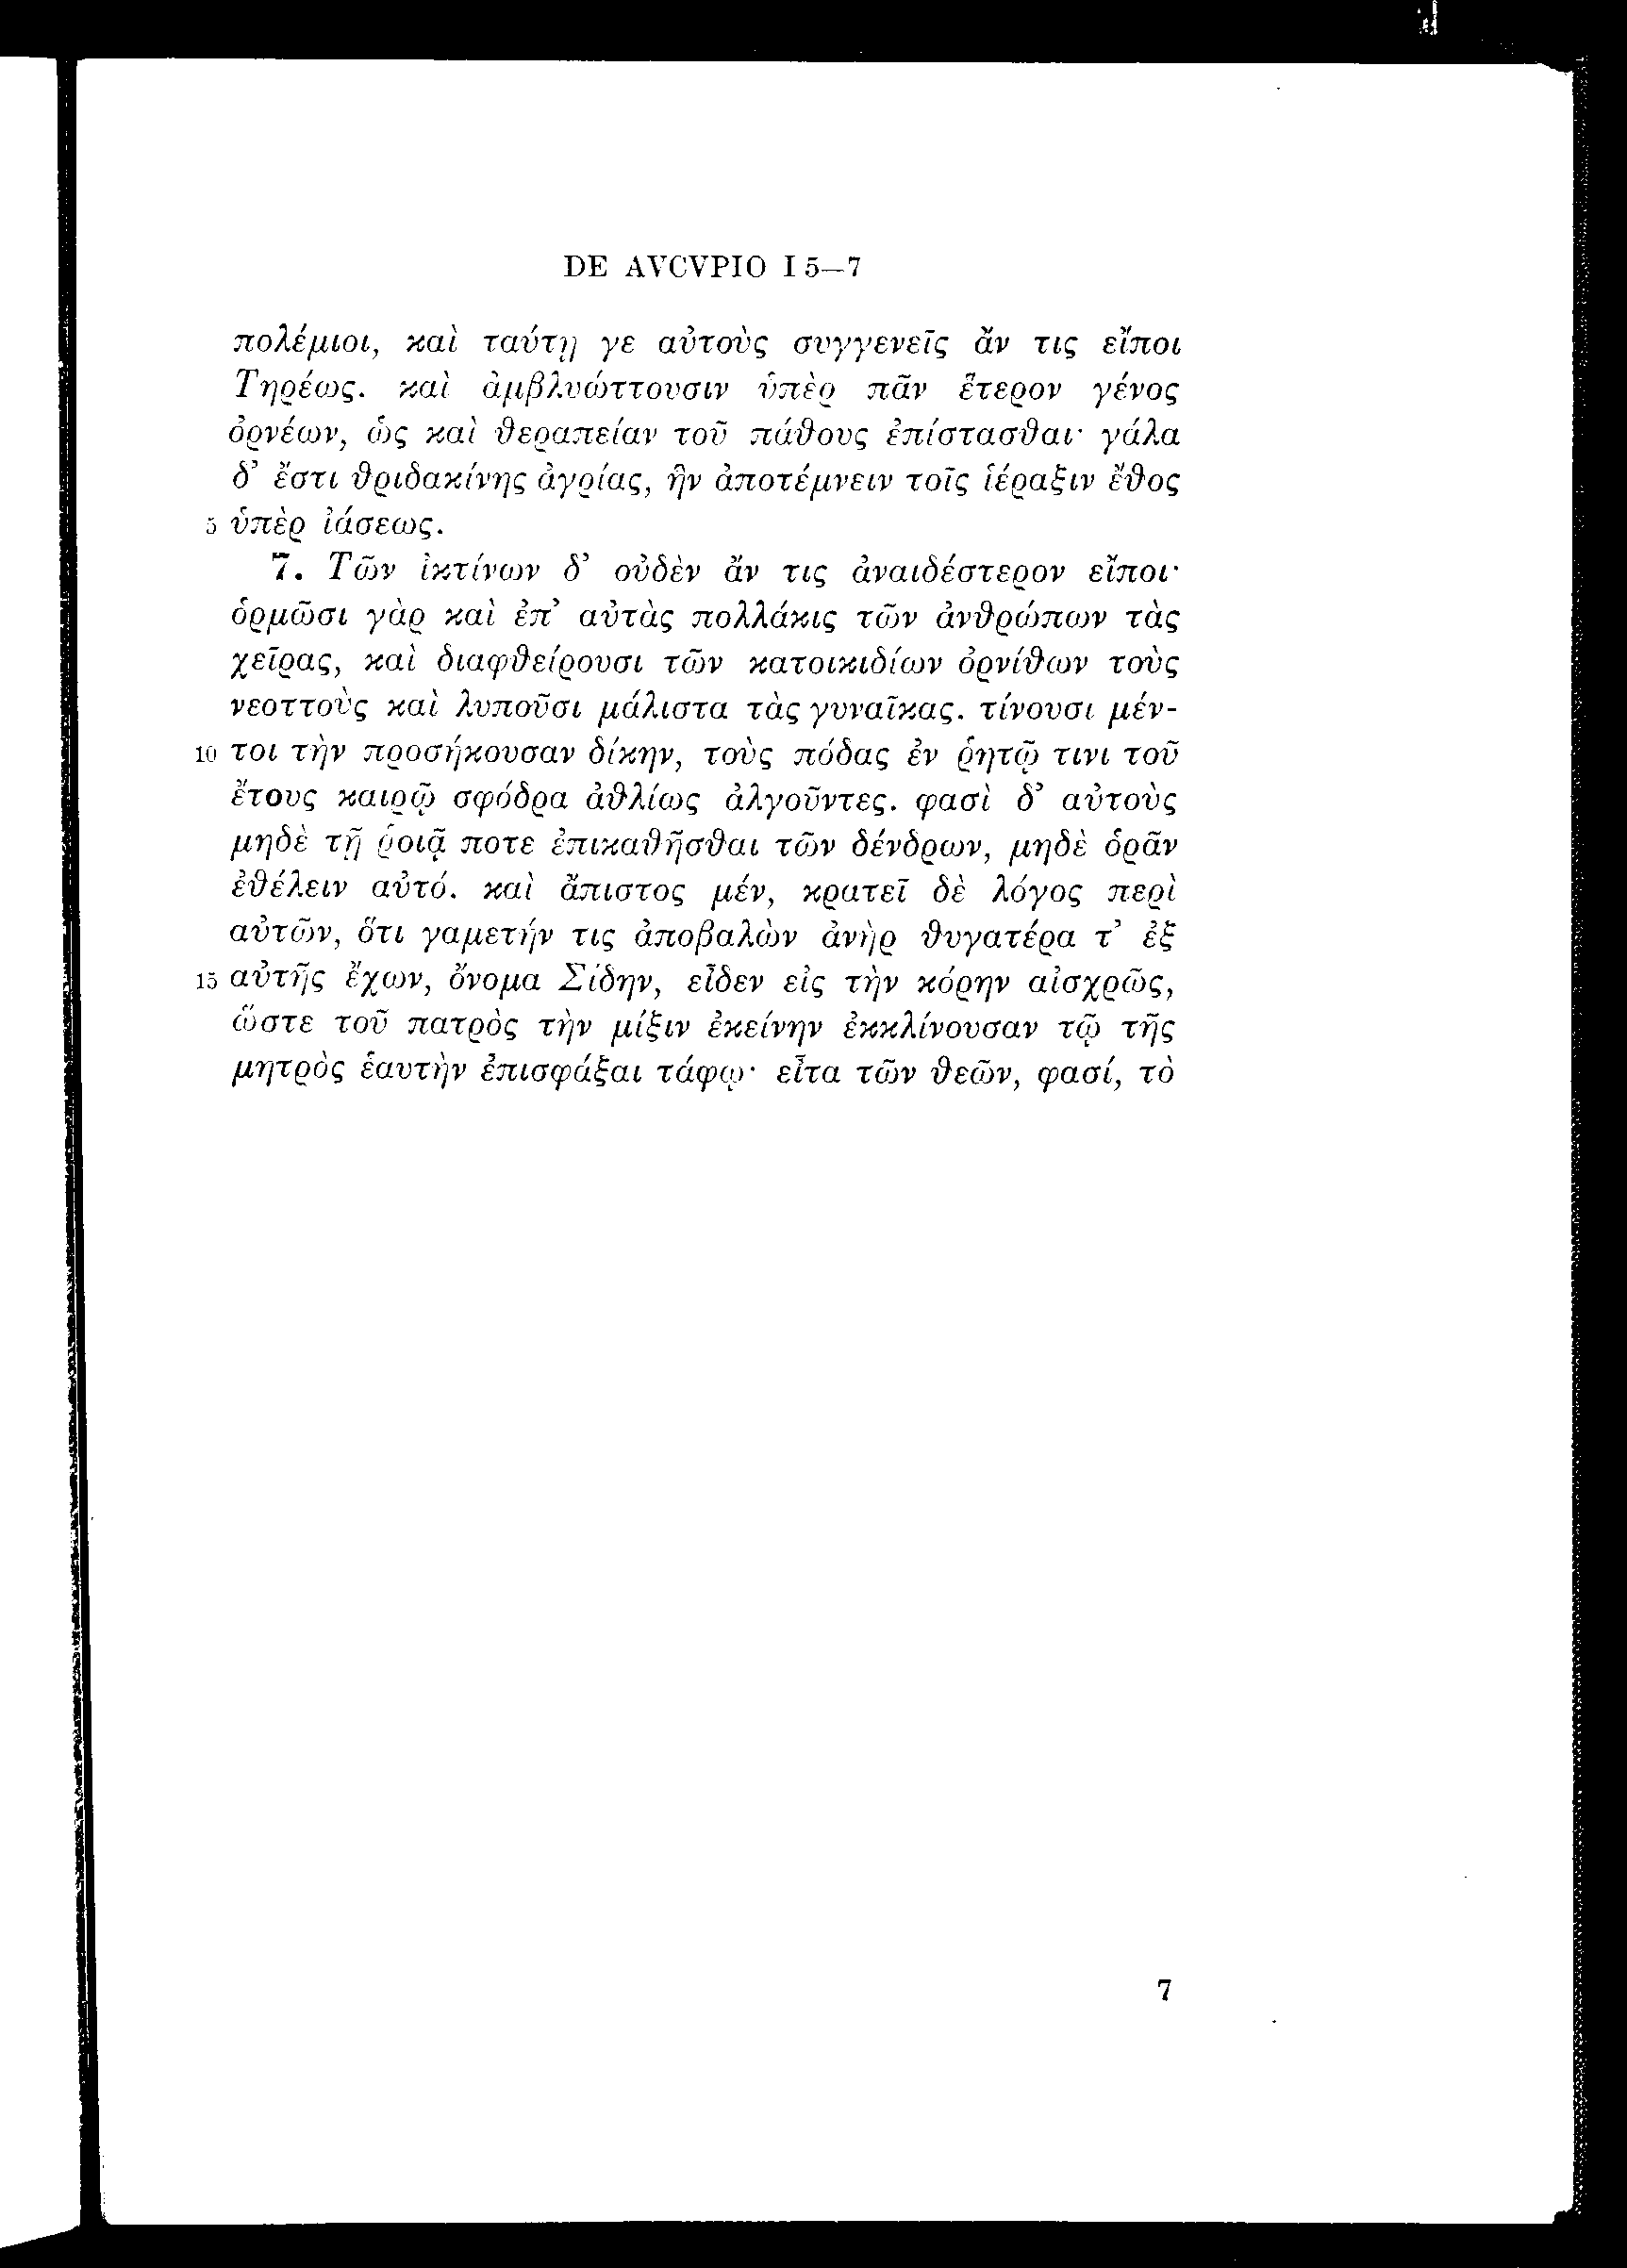 DE AVCVPIO I 5—7
πολέμιοι, καὶ ταύτῃ γε αὐτοὺς συγγενεῖς ἄν τις εἴποι
Τηρέως. καὶ ἀμβλυώττουσιν ὑπὲρ πᾶν ἕτερον γένος
ὀρνέων, ὡς καὶ θεραπείαν τοῦ πάθους ἐπίστασθαι· γάλα
δ’ ἔστι θριδακίνης ἀγρίας, ἣν ἀποτέμνειν τοῖς ἱέραξιν ἔθος
5 ὑπὲρ ἰάσεως.
7. Τῶν ἰκτίνων δ’ οὐδὲν ἄν τις ἀναιδέστερον εἴποι·
ὁρμῶσι γὰρ καὶ ἐπ’ αὐτὰς πολλάκις τῶν ἀνθρώπων τὰς
χεῖρας, καὶ διαφθείρουσι τῶν κατοικιδίων ὀρνίθων τοὺς
νεοττοὺς καὶ λυποῦσι μάλιστα τὰς γυναῖκας. τίνουσι μέν-
10 τοι τὴν προσήκουσαν δίκην, τοὺς πόδας ἐν ῥητῷ τινι τοῦ
ἔτους καιρῷ σφόδρα ἀθλίως ἀλγοῦντες. φασὶ δ’ αὐτοὺς
μηδὲ τῇ ῥοιᾷ ποτε ἐπικαθῆσθαι τῶν δένδρων, μηδὲ ὁρᾶν
ἐθέλειν αὐτό. καὶ ἄπιστος μέν, κρατεῖ δὲ λόγος περὶ
αὐτῶν, ὅτι γαμετήν τις ἀποβαλὼν ἀνὴρ θυγατέρα τ’ ἐξ
15 αὐτῆς ἔχων, ὄνομα Σίδην, εἶδεν εἰς τὴν κόρην αἰσχρῶς,
ὥστε τοῦ πατρὸς τὴν μίξιν ἐκείνην ἐκκλίνουσαν τῷ τῆς
μητρὸς ἑαυτὴν ἐπισφάξαι τάφῳ· εἶτα τῶν θεῶν, φασί, τὸ
7